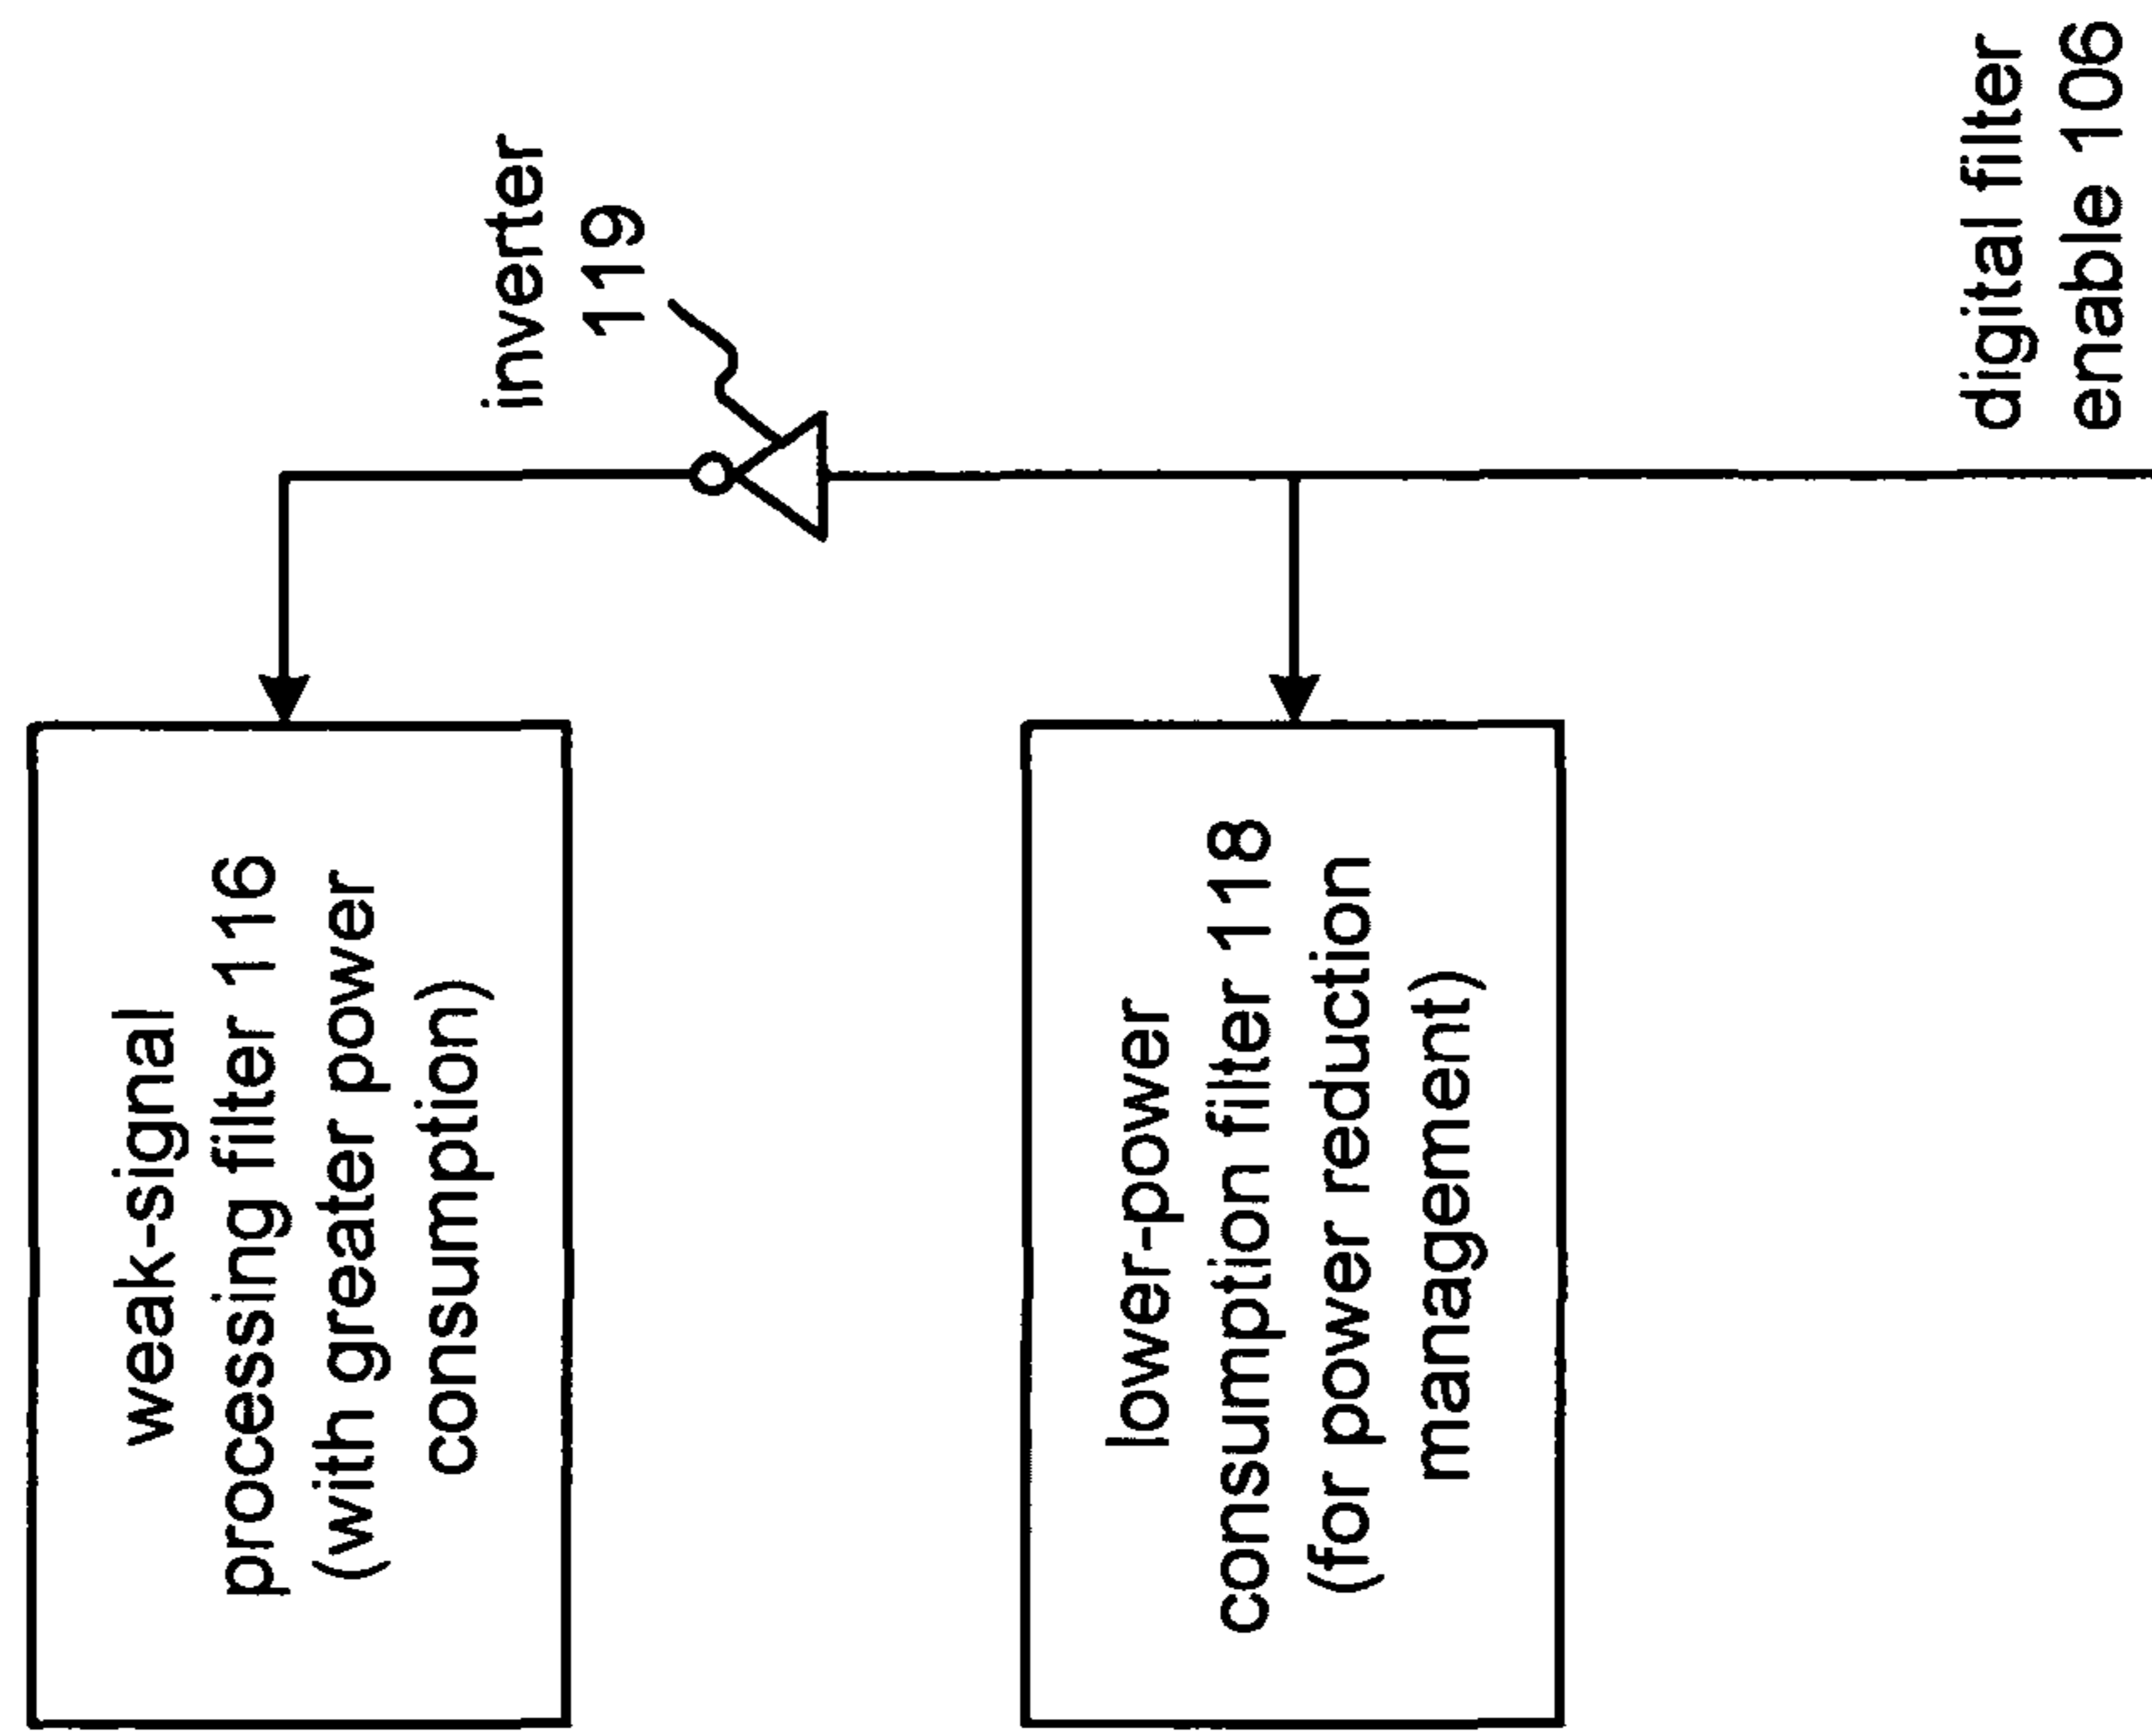 weak-signal
processing filter 116
(with greater power
consumption)
inverter
119
lower-power
consumption filter 118
(for power reduction
management)
digital filter
enable 106